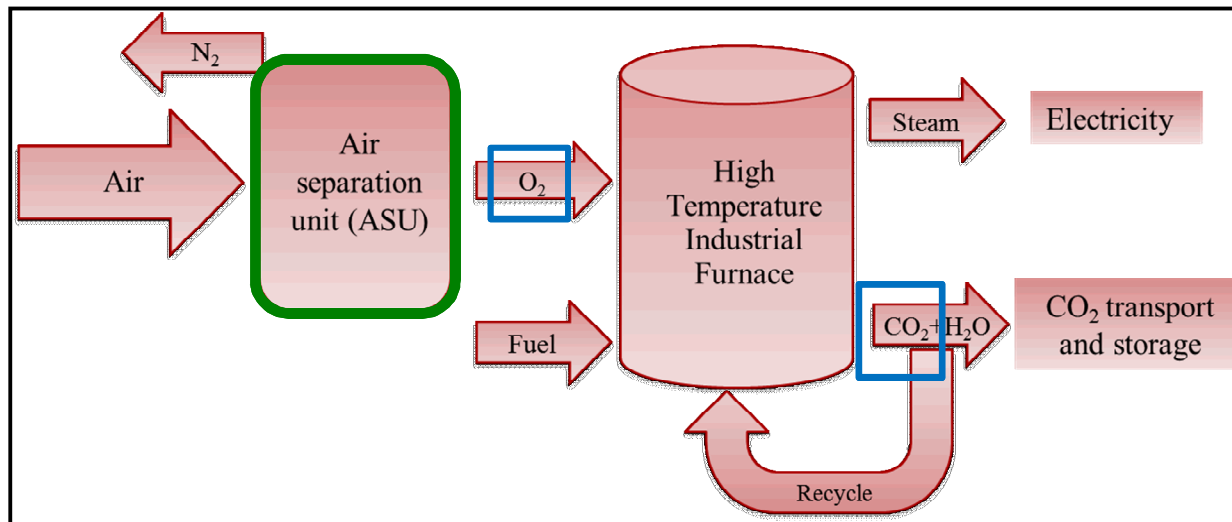 N₂
Air
Air
separation
unit (ASU)
O₂
Fuel
High
Temperature
Industrial
Furnace
Steam
Electricity
CO₂+H₂O
CO₂ transport
and storage
Recycle